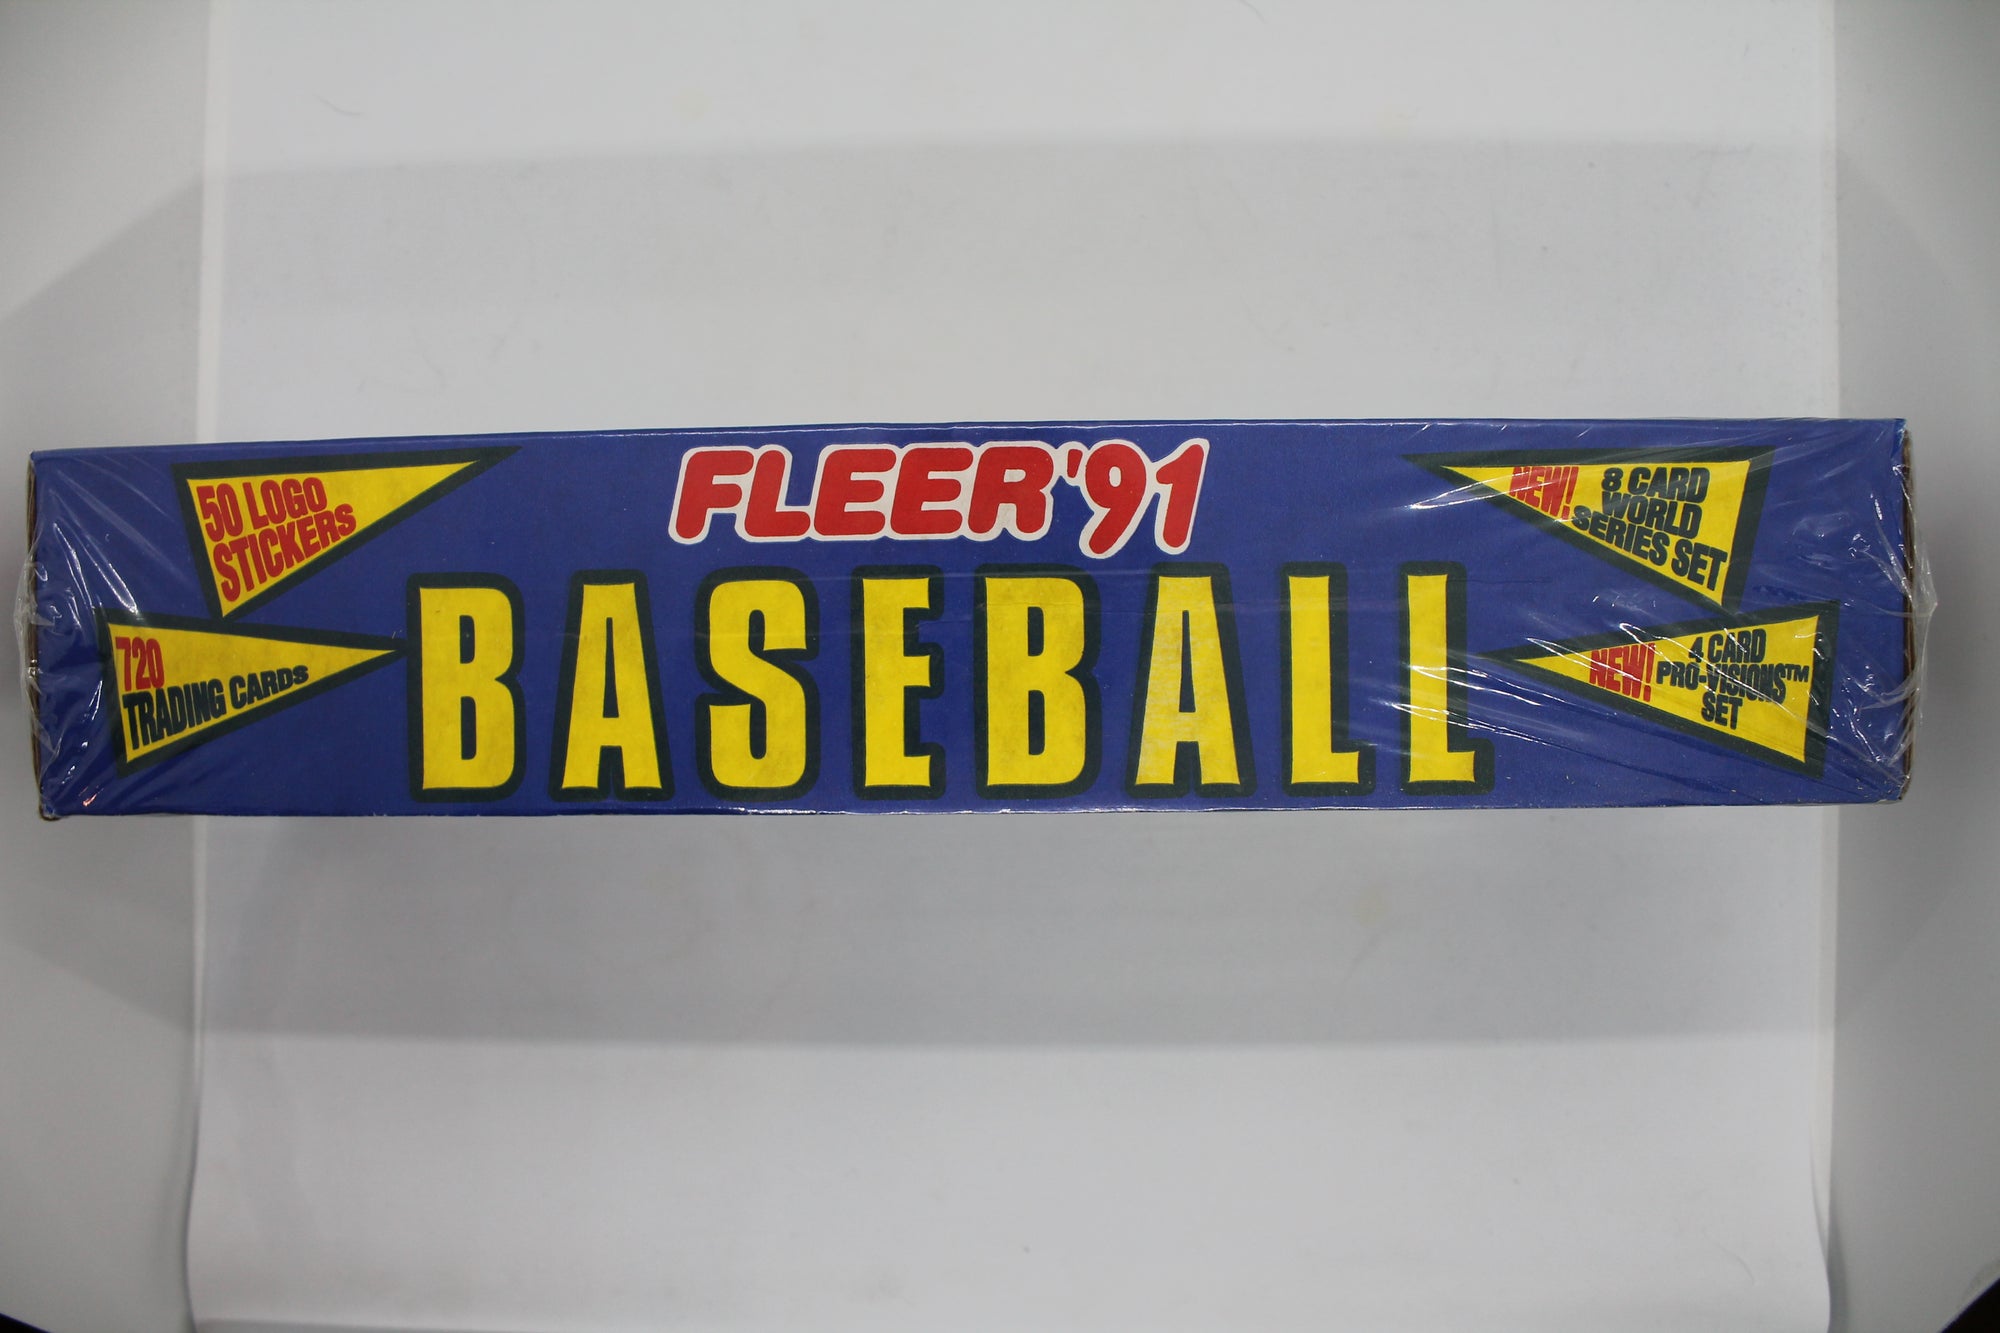 FLEER '91
BASEBALL
50 LOGO
STICKERS
720
TRADING CARDS
NEW! 8 CARD
WORLD
SERIES SET
NEW! 4 CARD
PRO-VISIONS™
SET